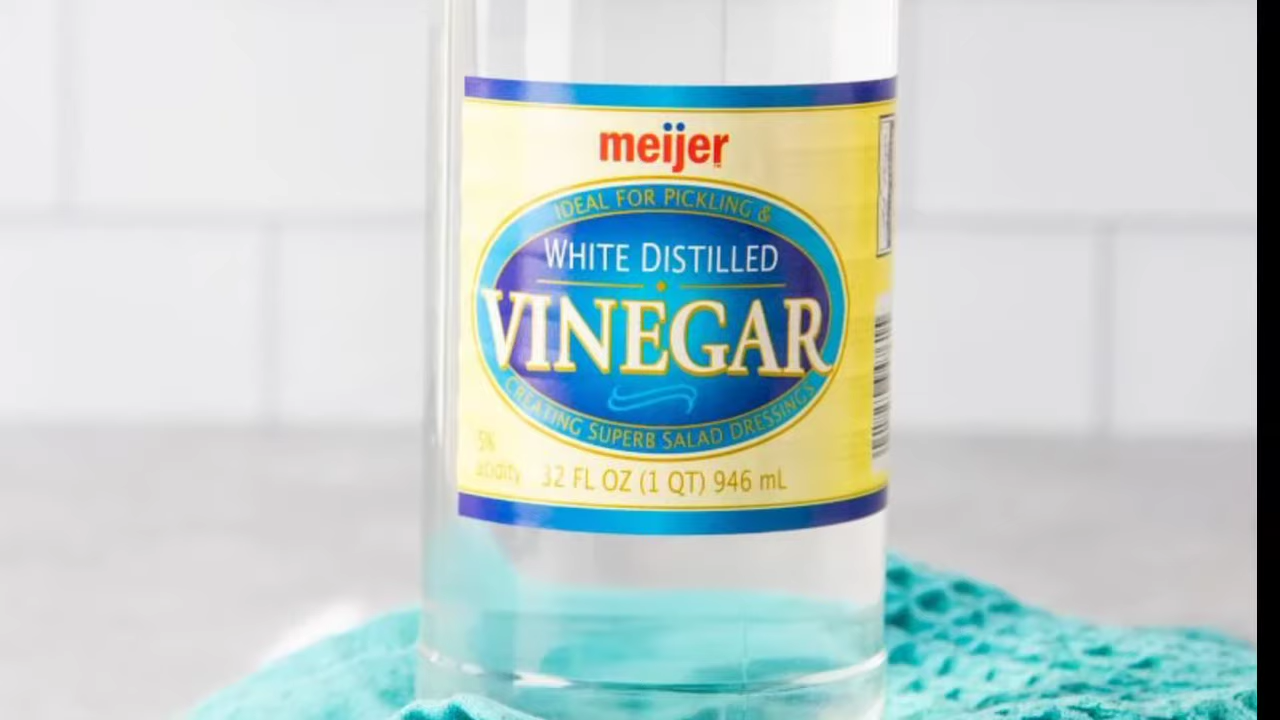 meijer
IDEAL FOR PICKLING &
WHITE DISTILLED
VINEGAR
CREATING SUPERB SALAD DRESSINGS
5%
acidity
32 FL OZ (1 QT) 946 mL